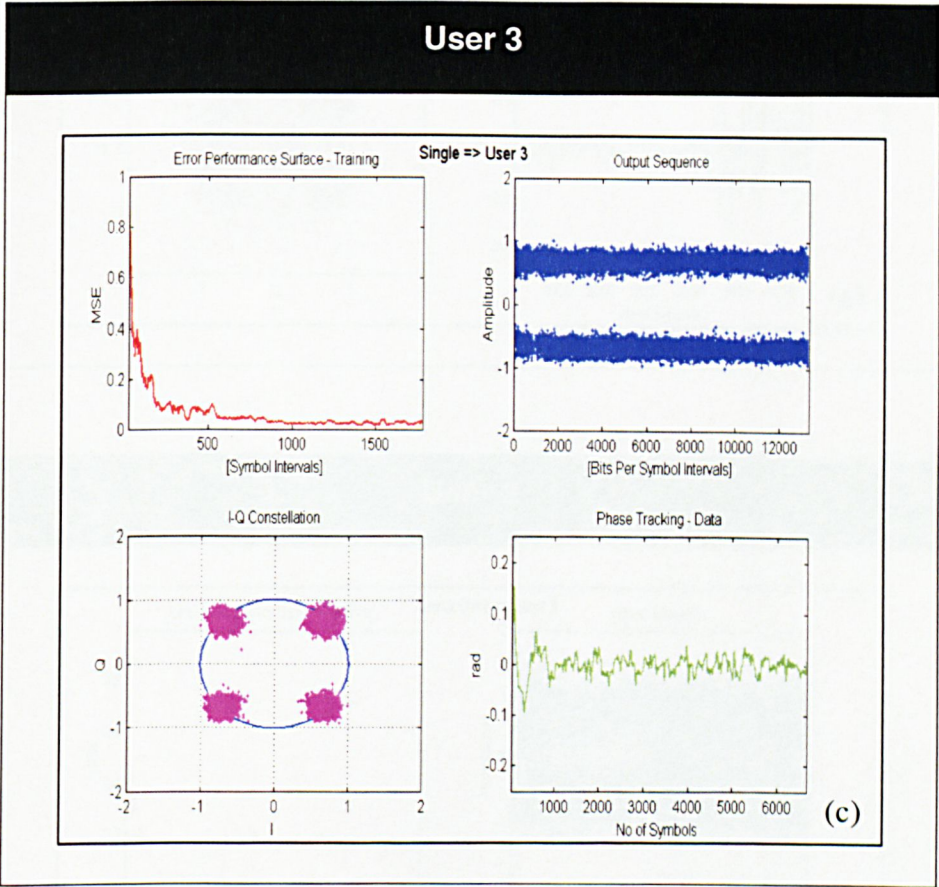 User 3
Single => User 3
Error Performance Surface - Training
1
0.8
0.6
0.4
0.2
0
MSE
500
1000
1500
[Symbol Intervals]
Output Sequence
2
1
0
-1
-2
Amplitude
0
2000
4000
6000
8000
10000
12000
[Bits Per Symbol Intervals]
I-Q Constellation
2
1
0
-1
-2
Q
-2
-1
0
1
2
I
Phase Tracking - Data
0.2
0.1
0
-0.1
-0.2
rad
1000
2000
3000
4000
5000
6000
No of Symbols
(c)